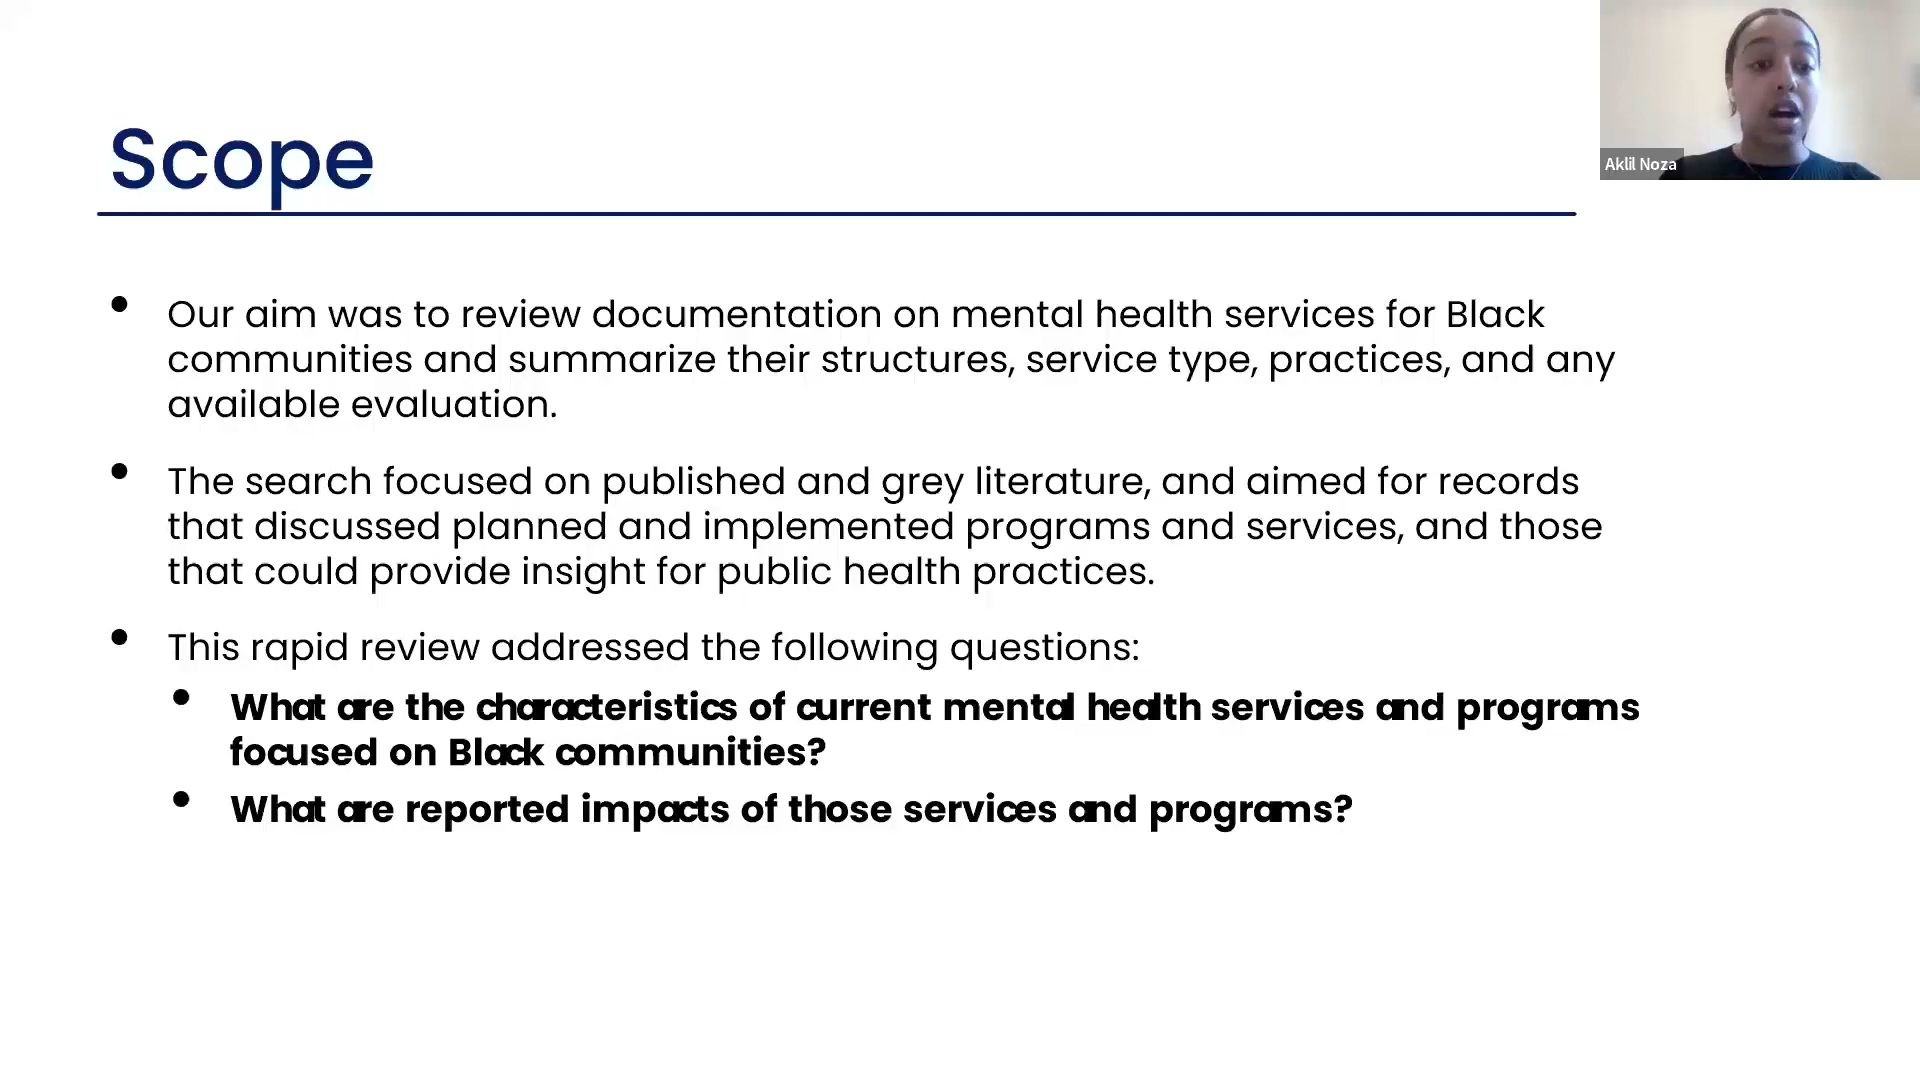 Scope
Aklil Noza
• Our aim was to review documentation on mental health services for Black
communities and summarize their structures, service type, practices, and any
available evaluation.
• The search focused on published and grey literature, and aimed for records
that discussed planned and implemented programs and services, and those
that could provide insight for public health practices.
• This rapid review addressed the following questions:
• What are the characteristics of current mental health services and programs
focused on Black communities?
• What are reported impacts of those services and programs?